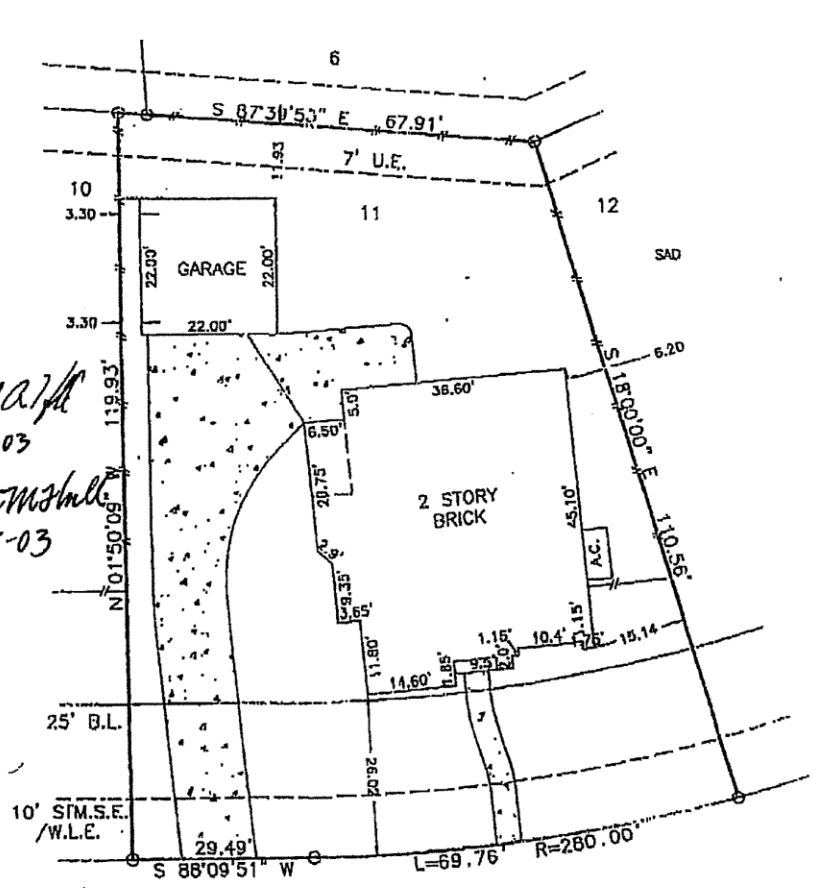 6
S 87°30'53" E 67.91'
11.93
7' U.E.
10
11
12
3.30
22.00'
GARAGE
22.00'
SAD
3.30
22.00'
6.20
S 18°00'00" E 110.56'
N 01°50'09" W 119.93'
03
-03
5.0'
38.60'
6.50'
20.75'
2 STORY
BRICK
45.10'
A.C.
9.35'
3.65'
11.80'
1.15'
10.4'
15.14
14.60'
1.85'
9.5'
2.0'
25' B.L.
26.02
10' STM.S.E.
/W.L.E.
29.49'
S 88°09'51" W
L=69.76'
R=280.00'